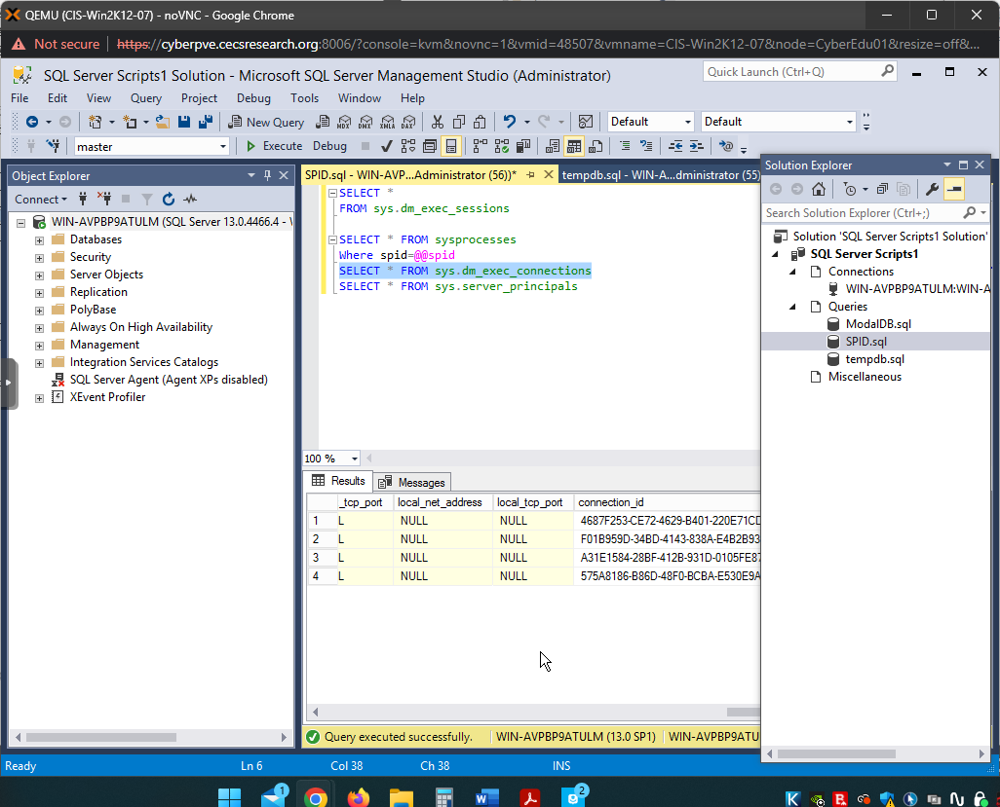 QEMU (CIS-Win2K12-07) - noVNC - Google Chrome
Not secure https://cyberpve.cecsresearch.org:8006/?console=kvm&novnc=1&vmid=48507&vmname=CIS-Win2K12-07&node=CyberEdu01&resize=off&...
SQL Server Scripts1 Solution - Microsoft SQL Server Management Studio (Administrator)
Quick Launch (Ctrl+Q)
File Edit View Query Project Debug Tools Window Help
New Query MDX DMX XMLA DAX Default Default
master Execute Debug
Object Explorer
Connect
WIN-AVPBP9ATULM (SQL Server 13.0.4466.4 - \
Databases
Security
Server Objects
Replication
PolyBase
Always On High Availability
Management
Integration Services Catalogs
SQL Server Agent (Agent XPs disabled)
XEvent Profiler
SPID.sql - WIN-AVP...Administrator (56))* tempdb.sql - WIN-A...dministrator (55)
SELECT *
FROM sys.dm_exec_sessions
SELECT * FROM sysprocesses
Where spid=@@spid
SELECT * FROM sys.dm_exec_connections
SELECT * FROM sys.server_principals
100 %
Results Messages
_tcp_port local_net_address local_tcp_port connection_id
1 L NULL NULL 4687F253-CE72-4629-B401-220E71CD
2 L NULL NULL F01B959D-34BD-4143-838A-E4B2B93
3 L NULL NULL A31E1584-28BF-412B-931D-0105FE87
4 L NULL NULL 575A8186-B86D-48F0-BCBA-E530E9A
Query executed successfully. WIN-AVPBP9ATULM (13.0 SP1) WIN-AVPBP9ATU
Solution Explorer
Search Solution Explorer (Ctrl+;)
Solution 'SQL Server Scripts1 Solution'
SQL Server Scripts1
Connections
WIN-AVPBP9ATULM:WIN-A
Queries
ModalDB.sql
SPID.sql
tempdb.sql
Miscellaneous
Ready Ln 6 Col 38 Ch 38 INS
1 2